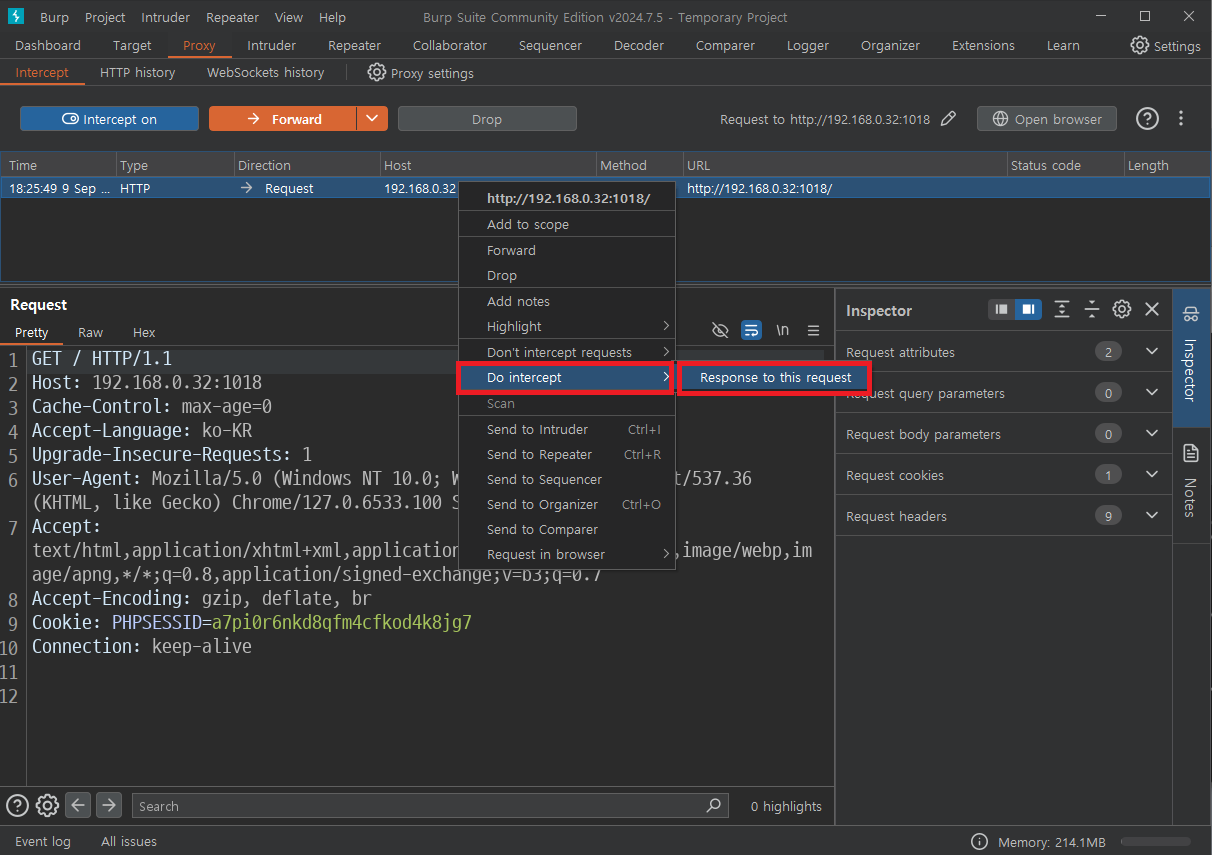 Burp Project Intruder Repeater View Help Burp Suite Community Edition v2024.7.5 - Temporary Project
Dashboard Target Proxy Intruder Repeater Collaborator Sequencer Decoder Comparer Logger Organizer Extensions Learn Settings
Intercept HTTP history WebSockets history Proxy settings
Intercept on Forward Drop Request to http://192.168.0.32:1018 Open browser
Time Type Direction Host Method URL Status code Length
18:25:49 9 Sep ... HTTP Request 192.168.0.32 http://192.168.0.32:1018/
http://192.168.0.32:1018/
Add to scope
Forward
Drop
Add notes
Highlight
Don't intercept requests
Do intercept
Response to this request
Scan
Send to Intruder Ctrl+I
Send to Repeater Ctrl+R
Send to Sequencer
Send to Organizer Ctrl+O
Send to Comparer
Request in browser
Request
Pretty Raw Hex \n
1 GET / HTTP/1.1
2 Host: 192.168.0.32:1018
3 Cache-Control: max-age=0
4 Accept-Language: ko-KR
5 Upgrade-Insecure-Requests: 1
6 User-Agent: Mozilla/5.0 (Windows NT 10.0; t/537.36
(KHTML, like Gecko) Chrome/127.0.6533.100
7 Accept:
text/html,application/xhtml+xml,application ,image/webp,im
age/apng,*/*;q=0.8,application/signed-exchange;v=b3;q=0.7
8 Accept-Encoding: gzip, deflate, br
9 Cookie: PHPSESSID=a7pi0r6nkd8qfm4cfkod4k8jg7
10 Connection: keep-alive
11
12
Inspector
Request attributes 2
Request query parameters 0
Request body parameters 0
Request cookies 1
Request headers 9
Inspector
Notes
Search 0 highlights
Event log All issues Memory: 214.1MB